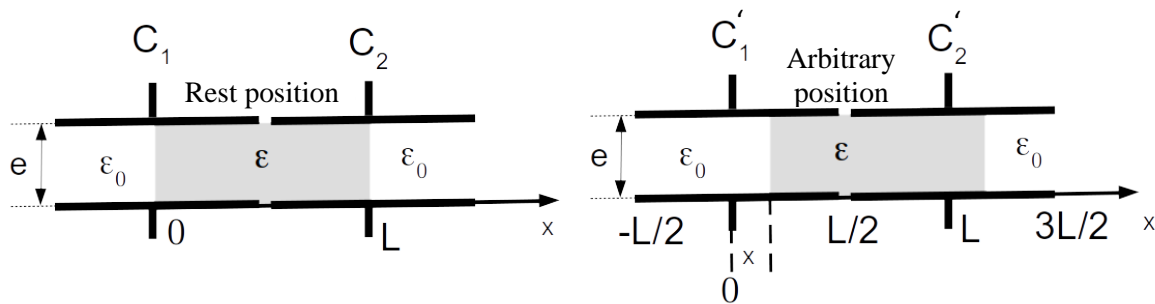 C1 C2
Rest position
e ε0 ε ε0
0 L x
C'1 C'2
Arbitrary
position
e ε0 ε ε0
-L/2 L/2 L 3L/2 x
x
0